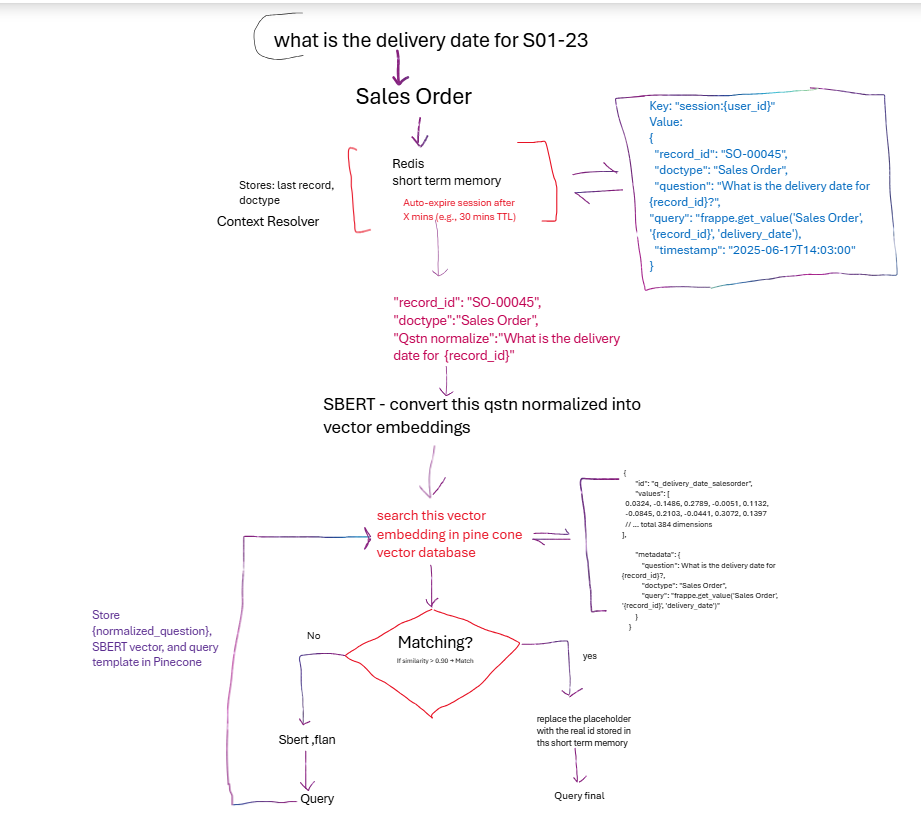 what is the delivery date for S01-23
Sales Order
Redis
short term memory
Auto-expire session after
X mins (e.g., 30 mins TTL)
Stores: last record,
doctype
Context Resolver
Key: "session:{user_id}"
Value:
{
"record_id": "SO-00045",
"doctype": "Sales Order",
"question": "What is the delivery date for
{record_id}?",
"query": "frappe.get_value('Sales Order',
'{record_id}', 'delivery_date'),
"timestamp": "2025-06-17T14:03:00"
}
"record_id": "SO-00045",
"doctype":"Sales Order",
"Qstn normalize":"What is the delivery
date for {record_id}"
SBERT - convert this qstn normalized into
vector embeddings
search this vector
embedding in pine cone
vector database
{
"id": "q_delivery_date_salesorder",
"values": [
0.0324, -0.1486, 0.2789, -0.0051, 0.1132,
-0.0845, 0.2103, -0.0441, 0.3072, 0.1397
// ... total 384 dimensions
],
"metadata": {
"question": "What is the delivery date for
{record_id}?,
"doctype": "Sales Order",
"query": "frappe.get_value('Sales Order',
'{record_id}', 'delivery_date')"
}
}
Store
{normalized_question},
SBERT vector, and query
template in Pinecone
No
Matching?
If similarity > 0.90 → Match
yes
replace the placeholder
with the real id stored in
ths short term memory
Sbert ,flan
Query
Query final